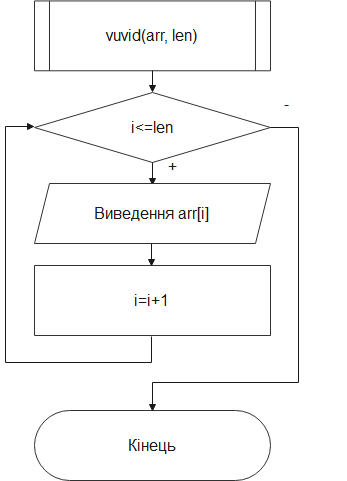 vuvid(arr, len)
-
i<=len
+
Виведення arr[i]
i=i+1
Кінець